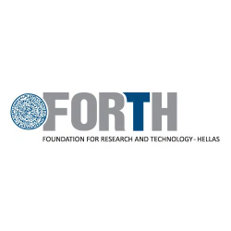 FORTH
FOUNDATION FOR RESEARCH AND TECHNOLOGY - HELLAS